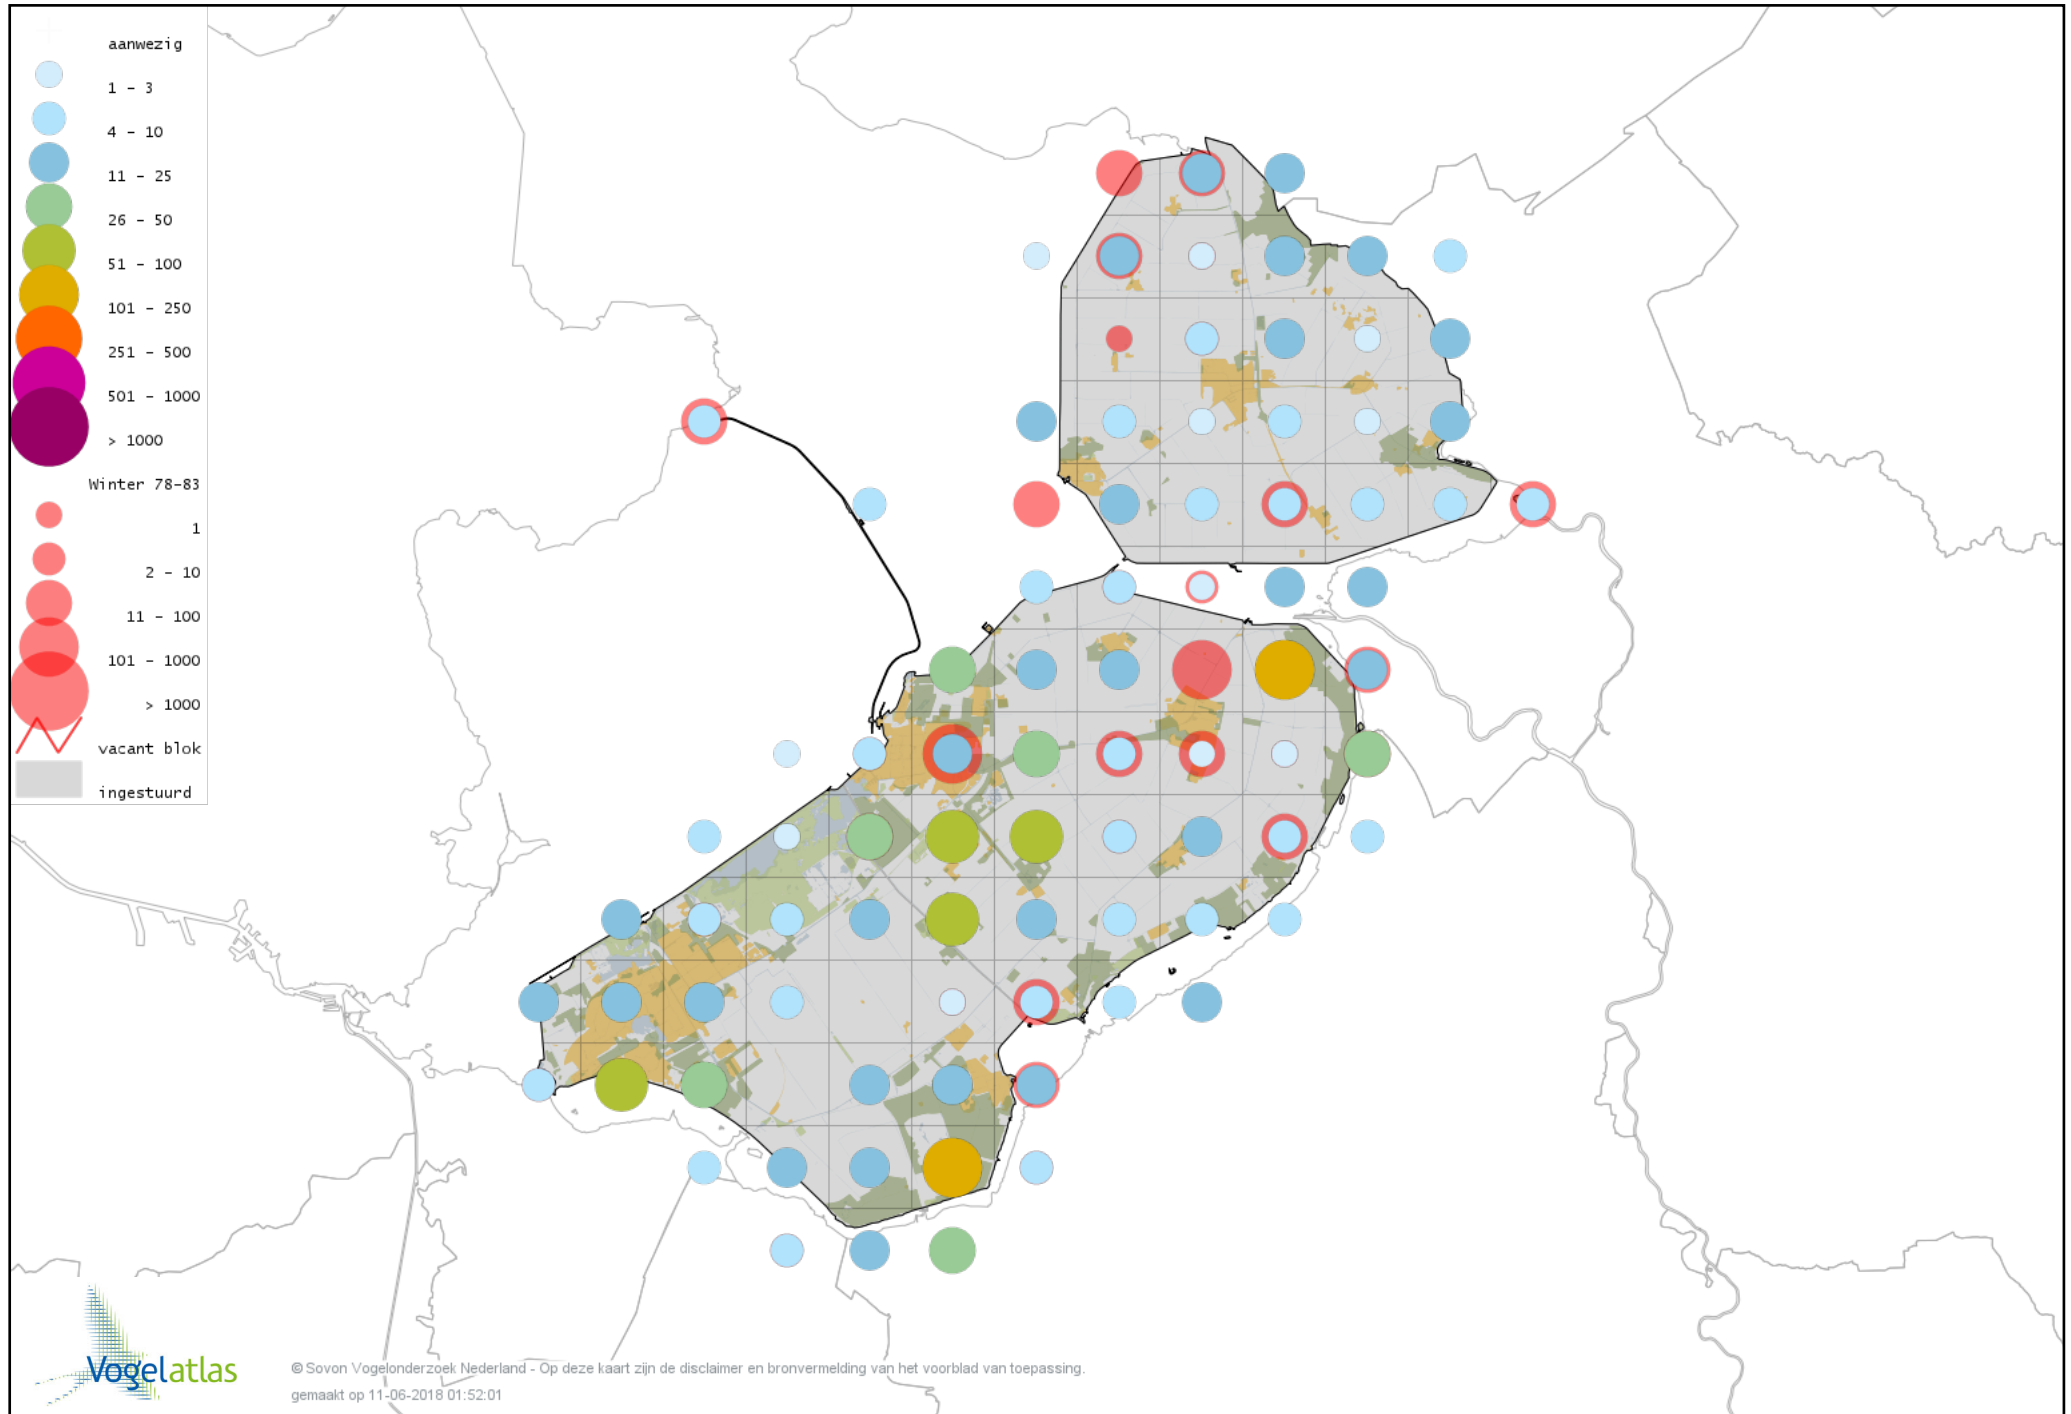 aanwezig
1 – 3
4 – 10
11 – 25
26 – 50
51 – 100
101 – 250
251 – 500
501 – 1000
> 1000
Winter 78-83
1
2 – 10
11 – 100
101 – 1000
> 1000
vacant blok
ingestuurd
Vogelatlas
© Sovon Vogelonderzoek Nederland - Op deze kaart zijn de disclaimer en bronvermelding van het voorblad van toepassing.
gemaakt op 11-06-2018 01:52:01